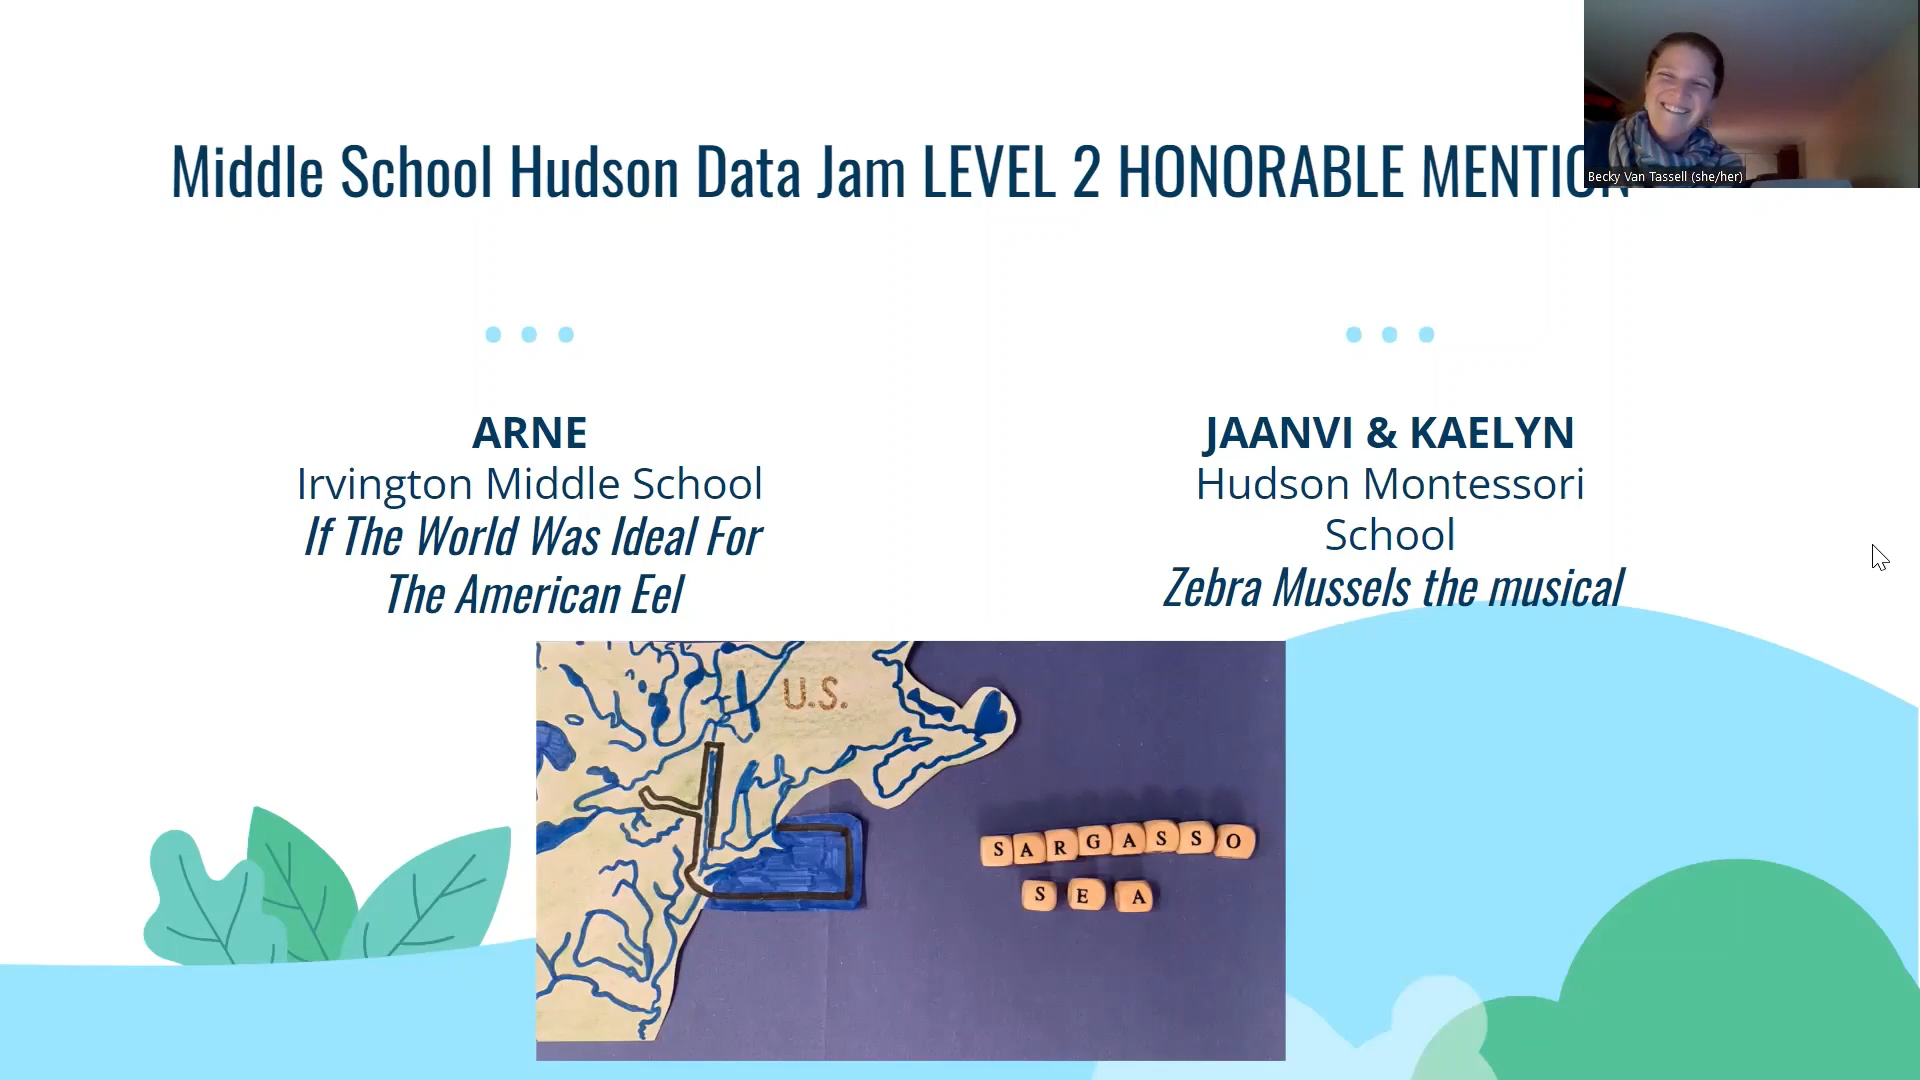 Middle School Hudson Data Jam LEVEL 2 HONORABLE MENTION
Becky Van Tassell (she/her)
ARNE
Irvington Middle School
If The World Was Ideal For
The American Eel
JAANVI & KAELYN
Hudson Montessori
School
Zebra Mussels the musical
U.S.
SARGASSO
SEA